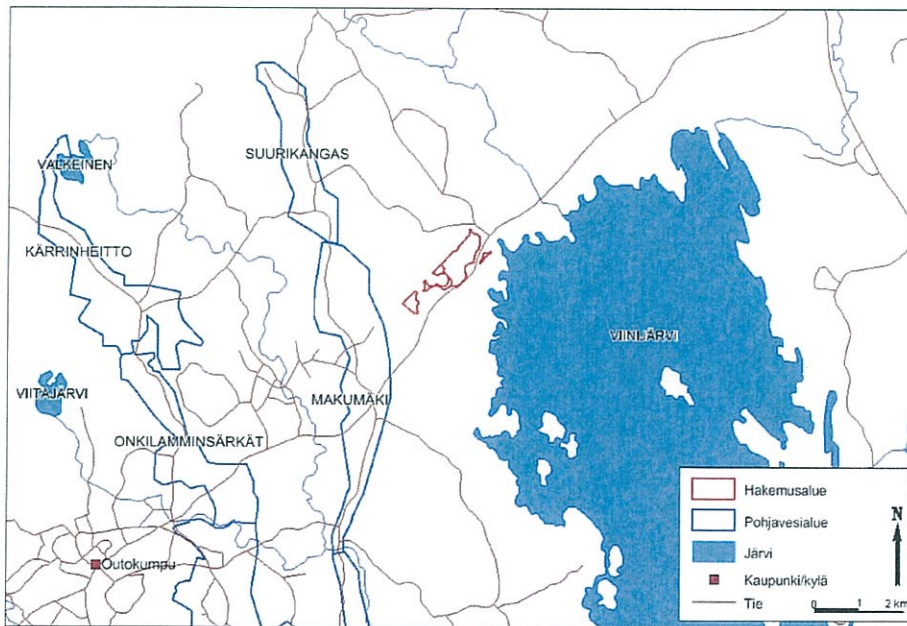 VALKEINEN
SUURIKANGAS
KÄRRINHEITTO
VIINIJÄRVI
VIITAJÄRVI
MAKUMÄKI
ONKILAMMINSÄRKÄT
Outokumpu
Hakemusalue
Pohjavesialue
Järvi
Kaupunki/kylä
Tie
N
0 1 2 km